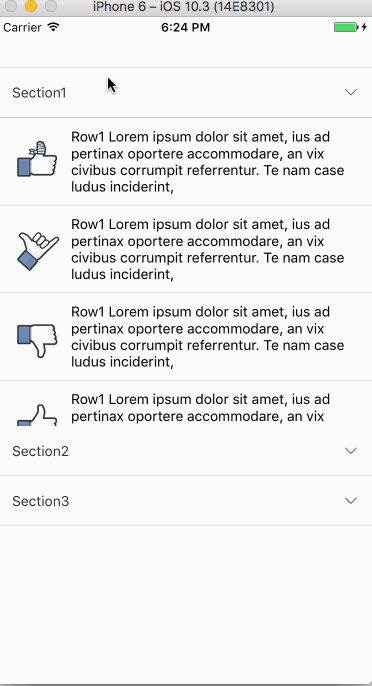 iPhone 6 – iOS 10.3 (14E8301)
Carrier 6:24 PM
Section1
Row1 Lorem ipsum dolor sit amet, ius ad
pertinax oportere accommodare, an vix
civibus corrumpit referrentur. Te nam case
ludus inciderint,
Row1 Lorem ipsum dolor sit amet, ius ad
pertinax oportere accommodare, an vix
civibus corrumpit referrentur. Te nam case
ludus inciderint,
Row1 Lorem ipsum dolor sit amet, ius ad
pertinax oportere accommodare, an vix
civibus corrumpit referrentur. Te nam case
ludus inciderint,
Row1 Lorem ipsum dolor sit amet, ius ad
pertinax oportere accommodare, an vix
Section2
Section3